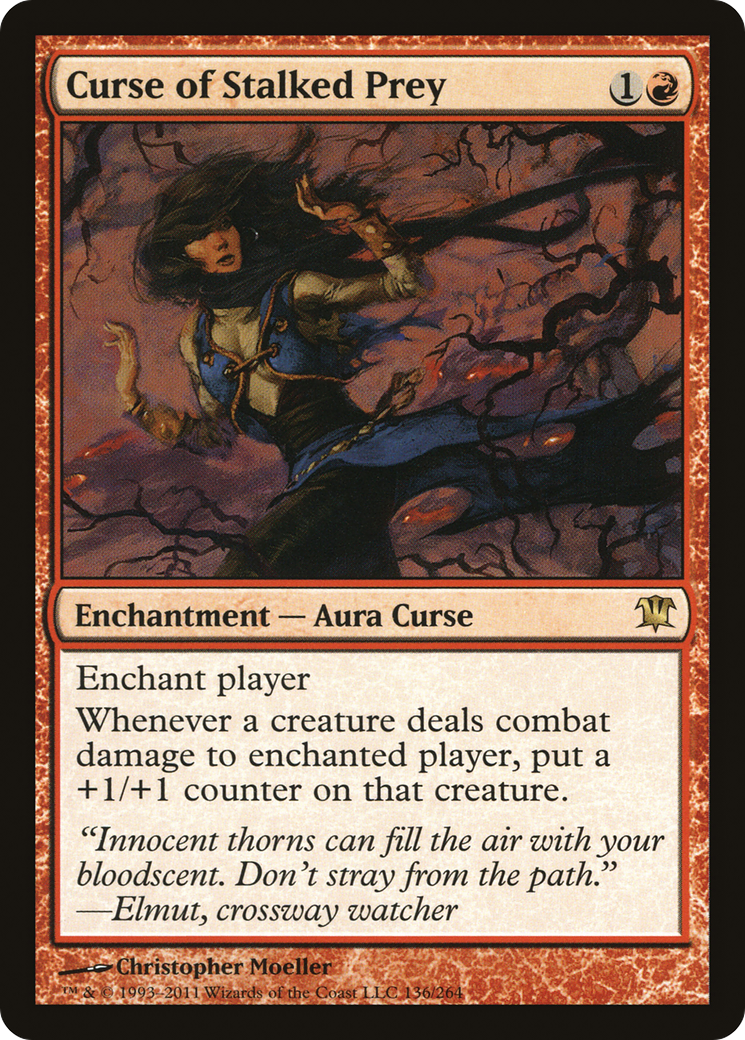 Curse of Stalked Prey 1
Enchantment — Aura Curse
Enchant player
Whenever a creature deals combat
damage to enchanted player, put a
+1/+1 counter on that creature.
“Innocent thorns can fill the air with your
bloodscent. Don’t stray from the path.”
—Elmut, crossway watcher
Christopher Moeller
™ & © 1993–2011 Wizards of the Coast LLC 136/264